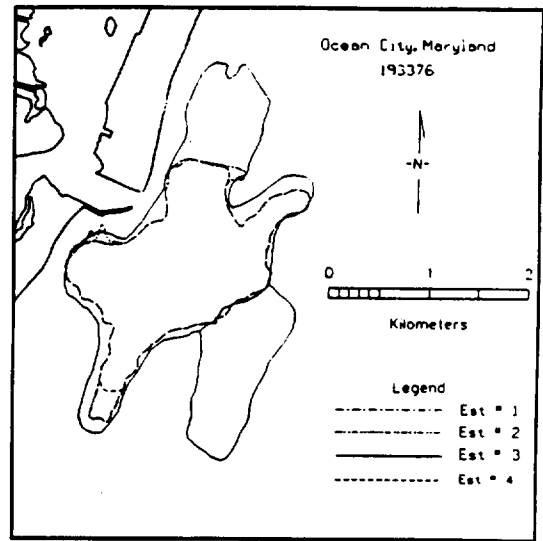 Ocean City, Maryland
193376
-N-
0 1 2
Kilometers
Legend
Est # 1
Est # 2
Est # 3
Est # 4